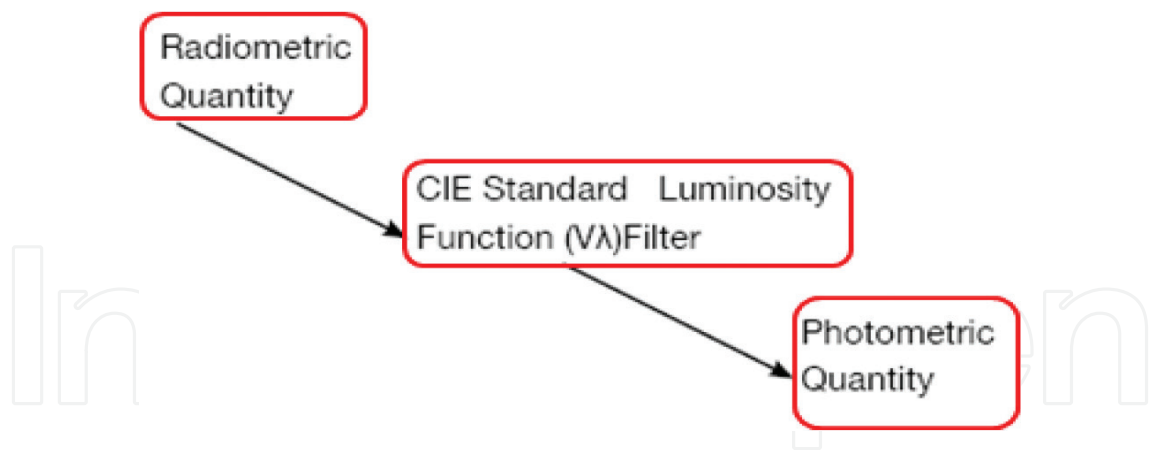 Radiometric
Quantity
CIE Standard Luminosity
Function (Vλ)Filter
Photometric
Quantity